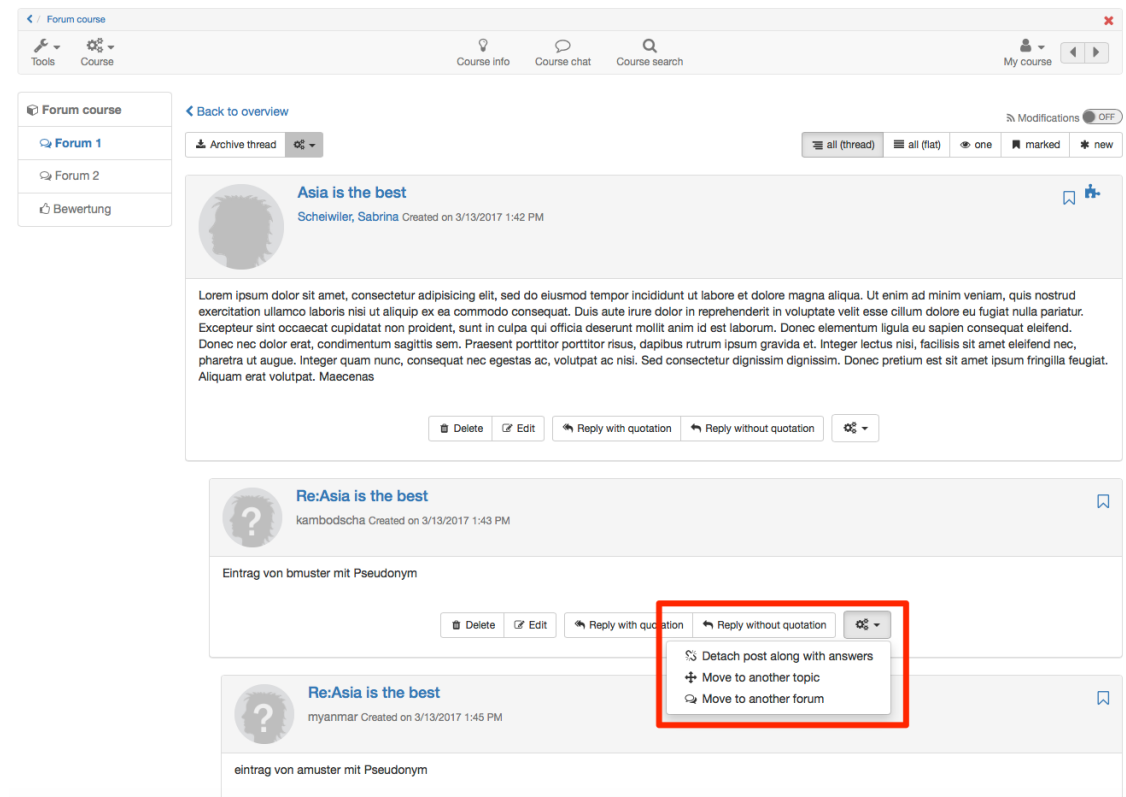 / Forum course
Tools
Course
Course info
Course chat
Course search
My course
Forum course
Forum 1
Forum 2
Bewertung
Back to overview
Modifications OFF
Archive thread
all (thread)
all (flat)
one
marked
new
Asia is the best
Scheiwiler, Sabrina Created on 3/13/2017 1:42 PM
Lorem ipsum dolor sit amet, consectetur adipisicing elit, sed do eiusmod tempor incididunt ut labore et dolore magna aliqua. Ut enim ad minim veniam, quis nostrud
exercitation ullamco laboris nisi ut aliquip ex ea commodo consequat. Duis aute irure dolor in reprehenderit in voluptate velit esse cillum dolore eu fugiat nulla pariatur.
Excepteur sint occaecat cupidatat non proident, sunt in culpa qui officia deserunt mollit anim id est laborum. Donec elementum ligula eu sapien consequat eleifend.
Donec nec dolor erat, condimentum sagittis sem. Praesent porttitor porttitor risus, dapibus rutrum ipsum gravida et. Integer lectus nisi, facilisis sit amet eleifend nec,
pharetra ut augue. Integer quam nunc, consequat nec egestas ac, volutpat ac nisi. Sed consectetur dignissim dignissim. Donec pretium est sit amet ipsum fringilla feugiat.
Aliquam erat volutpat. Maecenas
Delete
Edit
Reply with quotation
Reply without quotation
Re:Asia is the best
kambodscha Created on 3/13/2017 1:43 PM
Eintrag von bmuster mit Pseudonym
Delete
Edit
Reply with quotation
Reply without quotation
Detach post along with answers
Move to another topic
Move to another forum
Re:Asia is the best
myanmar Created on 3/13/2017 1:45 PM
eintrag von amuster mit Pseudonym